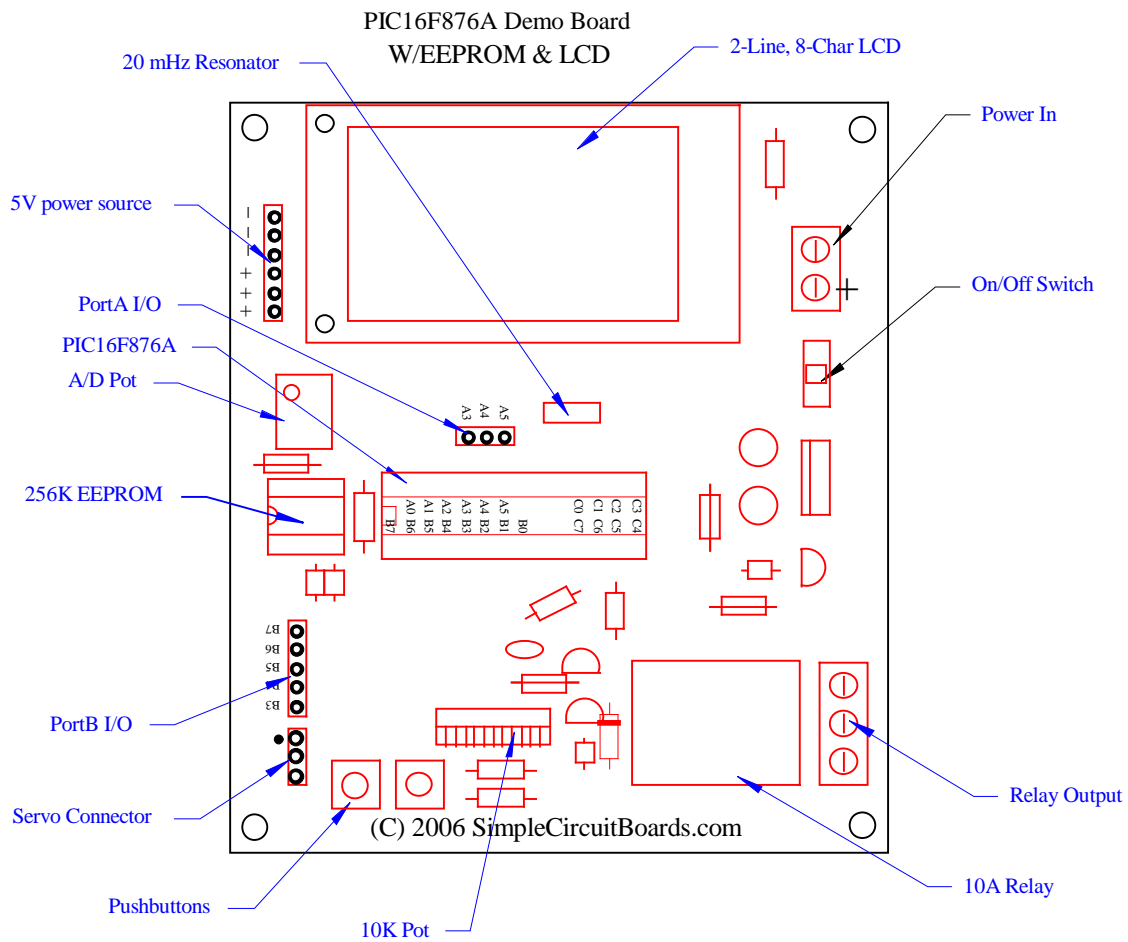 PIC16F876A Demo Board
W/EEPROM & LCD
2-Line, 8-Char LCD
20 mHz Resonator
Power In
5V power source
- - - + + +
+
On/Off Switch
PortA I/O
PIC16F876A
A/D Pot
A3 A4 A5
256K EEPROM
A0 A1 A2 A3 A4 A5 C0 C1 C2 C3
B7 B6 B5 B4 B3 B2 B1 B0 C7 C6 C5 C4
B7
B6
B5
B4
B3
PortB I/O
Servo Connector
Relay Output
(C) 2006 SimpleCircuitBoards.com
10A Relay
Pushbuttons
10K Pot